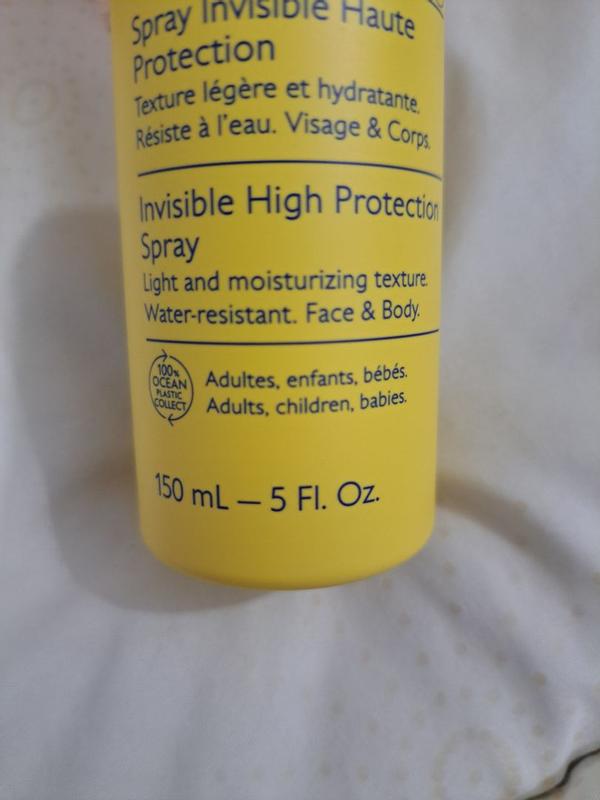 Spray Invisible Haute
Protection
Texture légère et hydratante.
Résiste à l'eau. Visage & Corps.
Invisible High Protection
Spray
Light and moisturizing texture.
Water-resistant. Face & Body.
100%
OCEAN
PLASTIC
COLLECT
Adultes, enfants, bébés.
Adults, children, babies.
150 mL – 5 Fl. Oz.